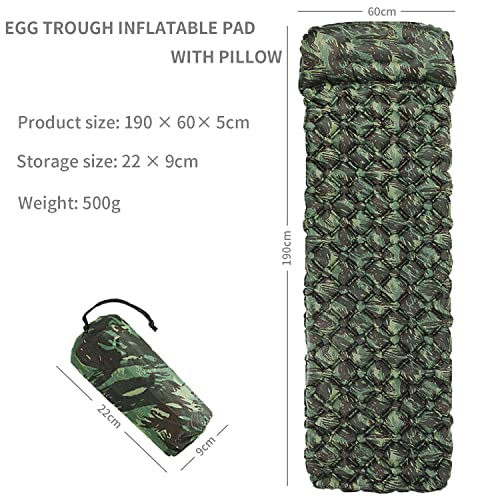 EGG TROUGH INFLATABLE PAD
WITH PILLOW
Product size: 190 × 60× 5cm
Storage size: 22 × 9cm
Weight: 500g
60cm
190cm
22cm
9cm